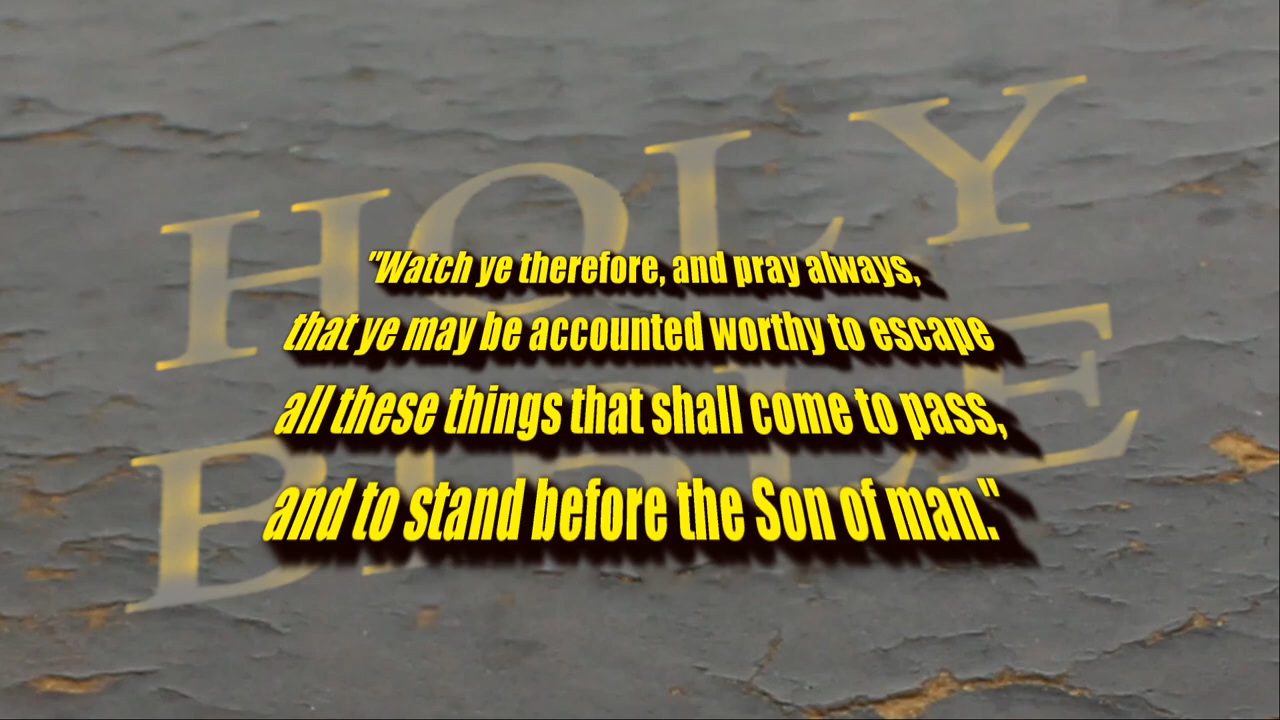 HOLY
BIBLE
"Watch ye therefore, and pray always,
that ye may be accounted worthy to escape
all these things that shall come to pass,
and to stand before the Son of man."